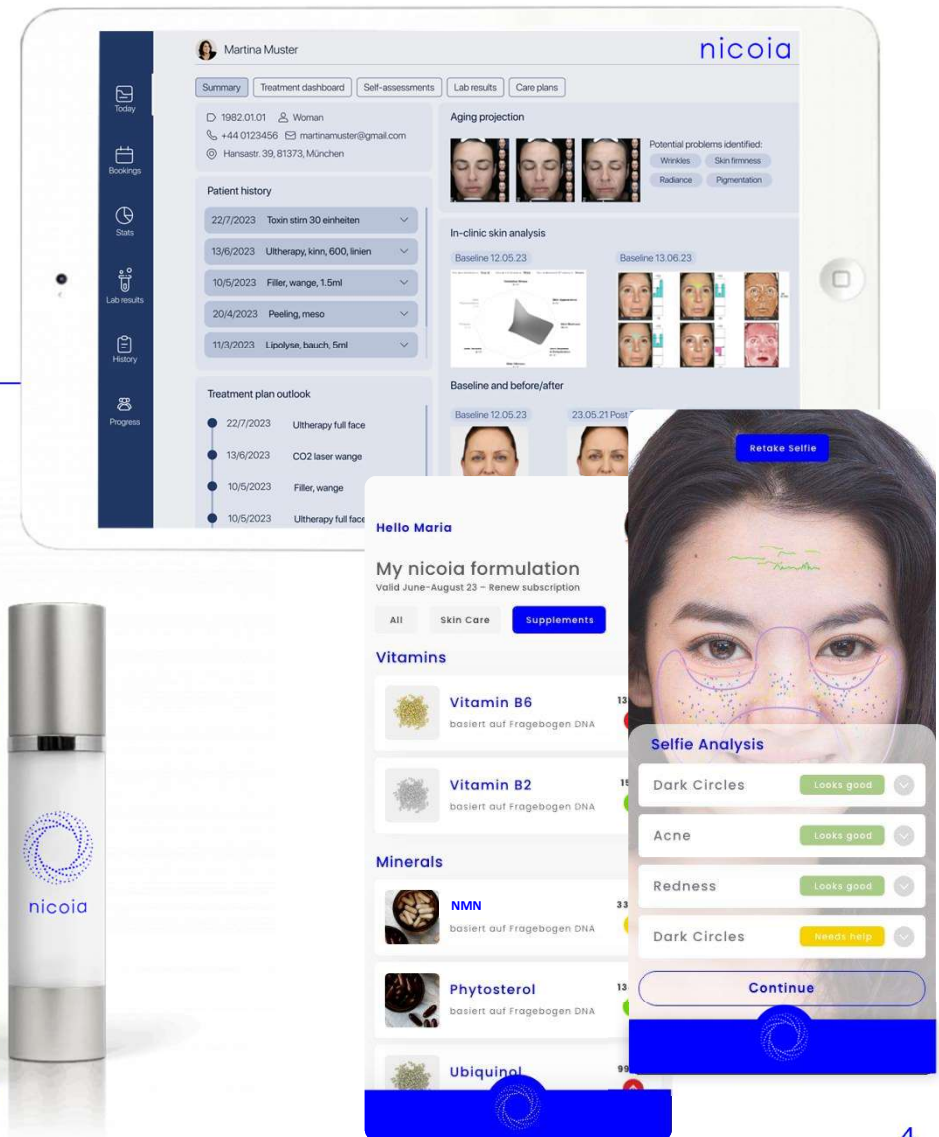 Martina Muster
nicoia
Summary Treatment dashboard Self-assessments Lab results Care plans
Today
Bookings
Stats
Lab results
History
Progress
1982.01.01 Woman
+44 0123456 martinamuster@gmail.com
Hansastr. 39, 81373, München
Patient history
22/7/2023 Toxin stirn 30 einheiten
13/6/2023 Ultherapy, kinn, 600, linien
10/5/2023 Filler, wange, 1.5ml
20/4/2023 Peeling, meso
11/3/2023 Lipolyse, bauch, 5ml
Treatment plan outlook
22/7/2023 Ultherapy full face
13/6/2023 CO2 laser wange
10/5/2023 Filler, wange
10/5/2023 Ultherapy full face
Aging projection
Potential problems identified:
Wrinkles Skin firmness
Radiance Pigmentation
In-clinic skin analysis
Baseline 12.05.23 Baseline 13.06.23
Baseline and before/after
Baseline 12.05.23 23.05.21 Post
Hello Maria
My nicoia formulation
Valid June-August 23 – Renew subscription
All Skin Care Supplements
Vitamins
Vitamin B6
basiert auf Fragebogen DNA
Vitamin B2
basiert auf Fragebogen DNA
Minerals
NMN
basiert auf Fragebogen DNA
Phytosterol
basiert auf Fragebogen DNA
Ubiquinol
Retake Selfie
Selfie Analysis
Dark Circles Looks good
Acne Looks good
Redness Looks good
Dark Circles Needs help
Continue
nicoia
4